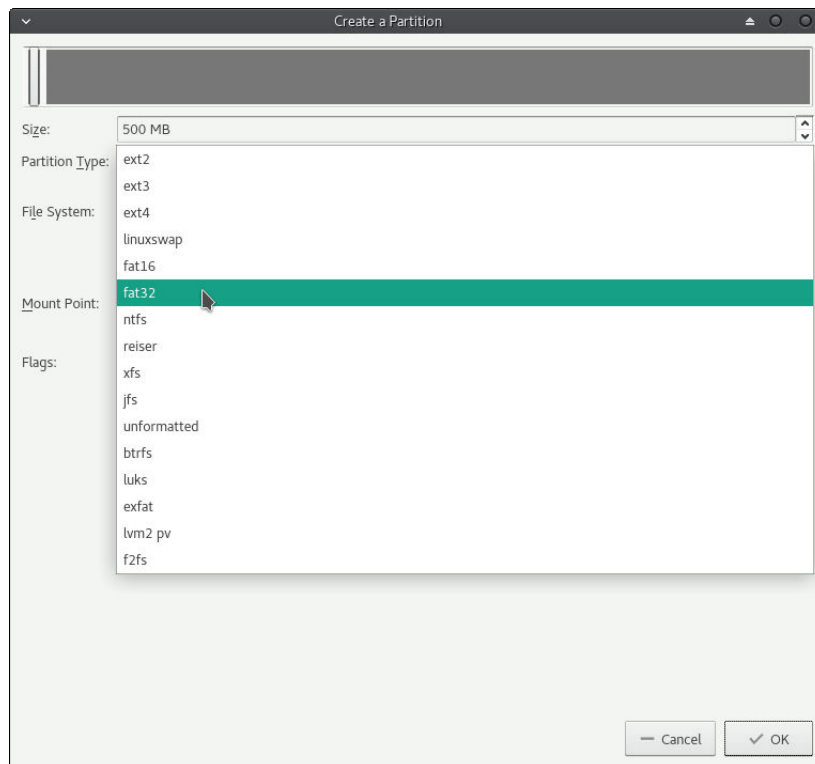 Create a Partition
Size: 500 MB
Partition Type:
File System:
Mount Point:
Flags:
ext2
ext3
ext4
linuxswap
fat16
fat32
ntfs
reiser
xfs
jfs
unformatted
btrfs
luks
exfat
lvm2 pv
f2fs
Cancel
OK